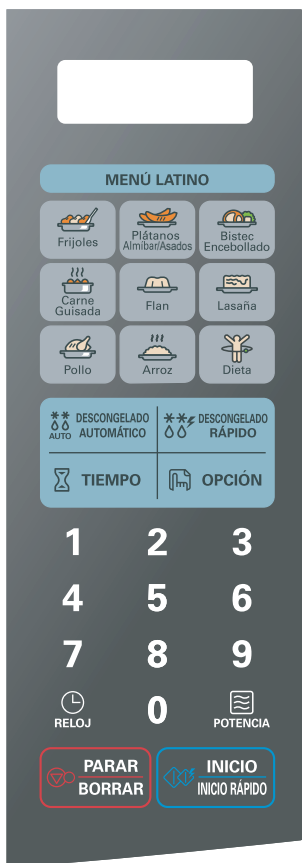 MENÚ LATINO
Frijoles
Plátanos
Almibar/Asados
Bistec
Encebollado
Carne
Guisada
Flan
Lasaña
Pollo
Arroz
Dieta
AUTO
DESCONGELADO
AUTOMÁTICO
DESCONGELADO
RÁPIDO
TIEMPO
OPCIÓN
1 2 3
4 5 6
7 8 9
RELOJ
0
POTENCIA
PARAR
BORRAR
INICIO
INICIO RÁPIDO